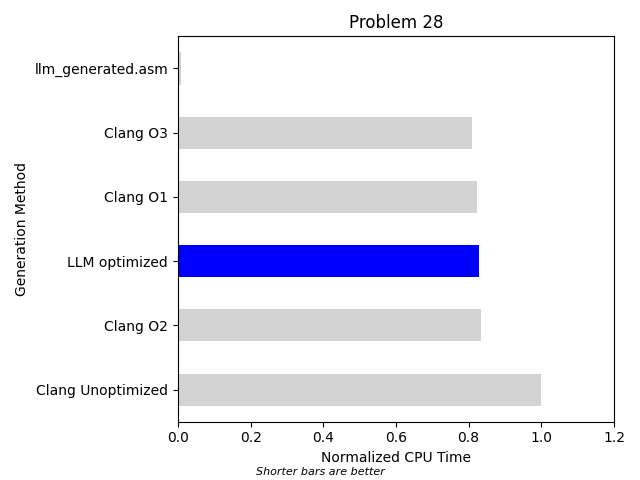 Problem 28
llm_generated.asm
Clang O3
Clang O1
LLM optimized
Clang O2
Clang Unoptimized
Generation Method
0.0 0.2 0.4 0.6 0.8 1.0 1.2
Normalized CPU Time
Shorter bars are better